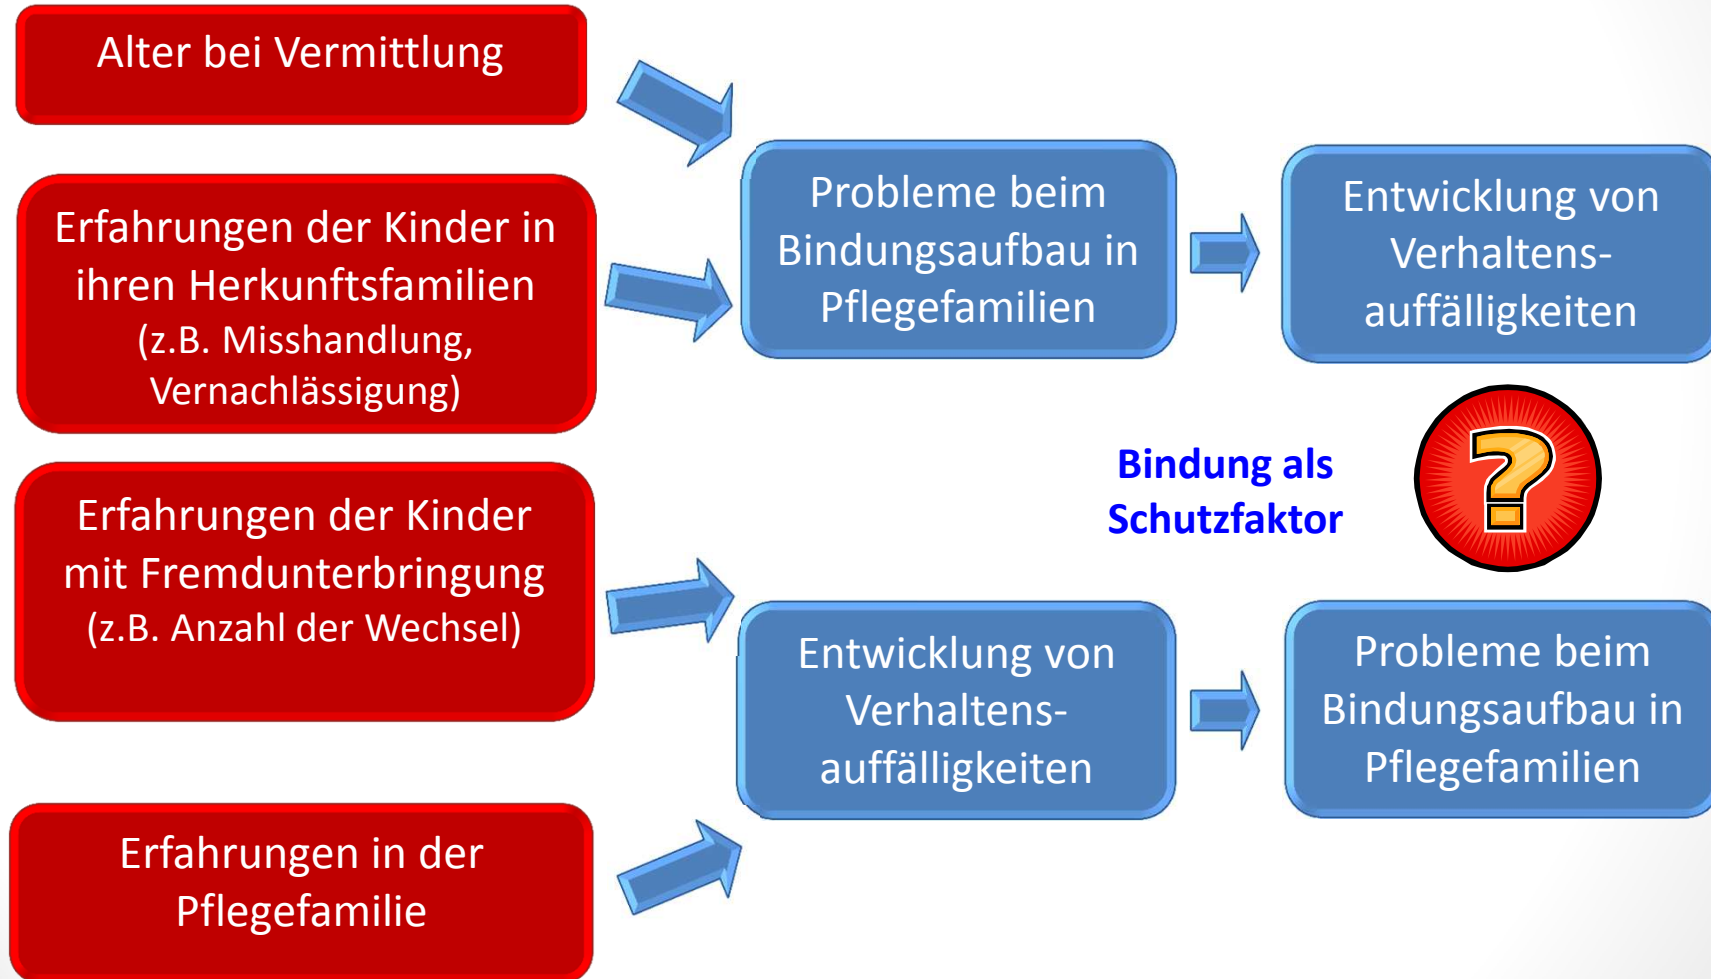 Alter bei Vermittlung
Erfahrungen der Kinder in
ihren Herkunftsfamilien
(z.B. Misshandlung,
Vernachlässigung)
Erfahrungen der Kinder
mit Fremdunterbringung
(z.B. Anzahl der Wechsel)
Erfahrungen in der
Pflegefamilie
Probleme beim
Bindungsaufbau in
Pflegefamilien
Entwicklung von
Verhaltens-
auffälligkeiten
Bindung als
Schutzfaktor
?
Entwicklung von
Verhaltens-
auffälligkeiten
Probleme beim
Bindungsaufbau in
Pflegefamilien